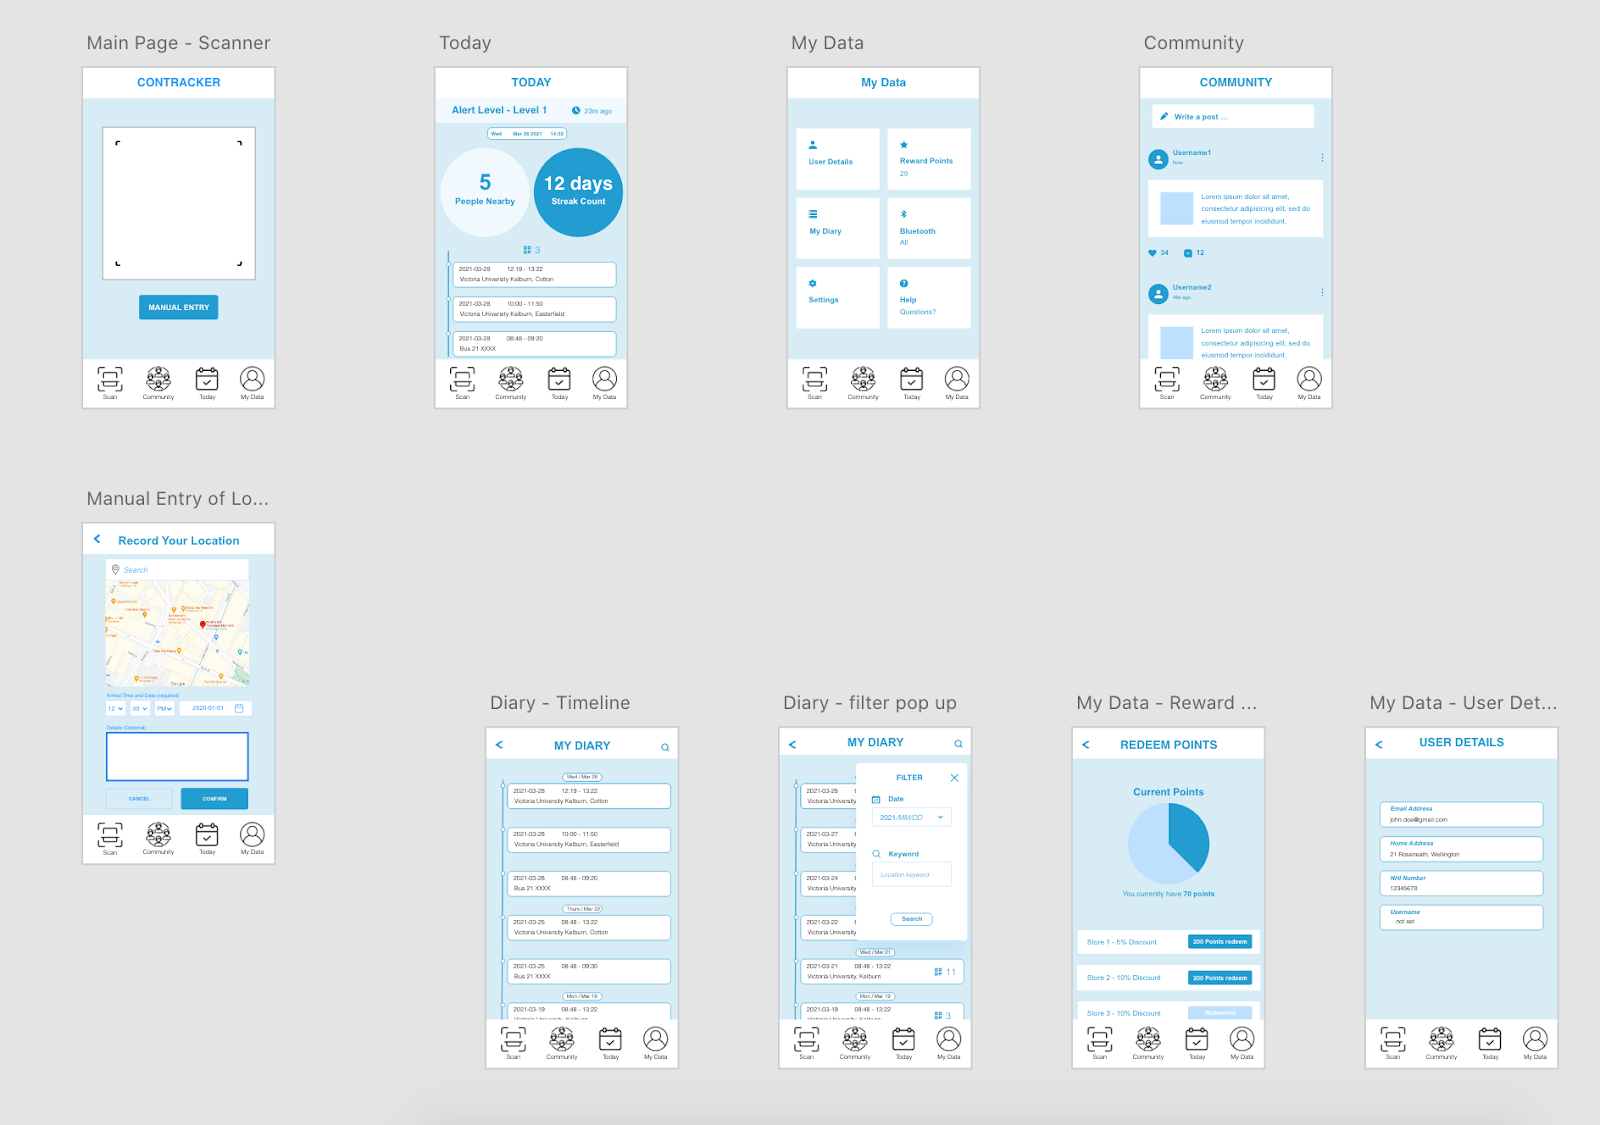 Main Page - Scanner
CONTRACKER
MANUAL ENTRY
Scan Community Today My Data
Today
TODAY
Alert Level - Level 1 23m ago
Wed Mar 28 2021 14:32
5
People Nearby
12 days
Streak Count
3
2021-03-28 12:19 - 13:22
Victoria University Kelburn, Cotton
2021-03-28 10:00 - 11:50
Victoria University Kelburn, Easterfield
2021-03-28 08:48 - 09:20
Bus 21 XXXX
Scan Community Today My Data
My Data
My Data
User Details
Reward Points
29
My Diary
Bluetooth
All
Settings
Help
Questions?
Scan Community Today My Data
Community
COMMUNITY
Write a post ...
Username1
Now
Lorem ipsum dolor sit amet,
consectetur adipisicing elit, sed do
eiusmod tempor incididunt.
34 12
Username2
49s ago
Lorem ipsum dolor sit amet,
consectetur adipisicing elit, sed do
eiusmod tempor incididunt.
Scan Community Today My Data
Manual Entry of Lo...
Record Your Location
Search
Google
Arrival Time and Date (required)
12 30 PM 2020-01-01
Details (Optional)
CANCEL CONFIRM
Scan Community Today My Data
Diary - Timeline
MY DIARY
Wed / Mar 28
2021-03-28 12:19 - 13:22
Victoria University Kelburn, Cotton
2021-03-28 10:00 - 11:50
Victoria University Kelburn, Easterfield
2021-03-28 08:48 - 09:20
Bus 21 XXXX
Thurs / Mar 22
2021-03-25 08:48 - 13:22
Victoria University Kelburn, Cotton
2021-03-25 08:48 - 09:30
Bus 21 XXXX
Mon / Mar 19
2021-03-19 08:48 - 13:22
Scan Community Today My Data
Diary - filter pop up
MY DIARY
FILTER
Date
2021/MM/DD
Keyword
Location keyword
Search
2021-03-28
Victoria University Ke
2021-03-27
Victoria University Ke
2021-03-24
Victoria University Ke
2021-03-22
Victoria University Ke
Wed / Mar 21
2021-03-21 08:48 - 13:22
Victoria University, Kelburn
11
Mon / Mar 19
2021-03-19 08:48 - 13:22
3
Scan Community Today My Data
My Data - Reward ...
REDEEM POINTS
Current Points
You currently have 70 points
Store 1 - 5% Discount 200 Points redeem
Store 2 - 10% Discount 200 Points redeem
Store 3 - 10% Discount Redeemed
Scan Community Today My Data
My Data - User Det...
USER DETAILS
Email Address
john.doe@gmail.com
Home Address
21 Roseneath, Wellington
NHI Number
12345678
Username
not set
Scan Community Today My Data